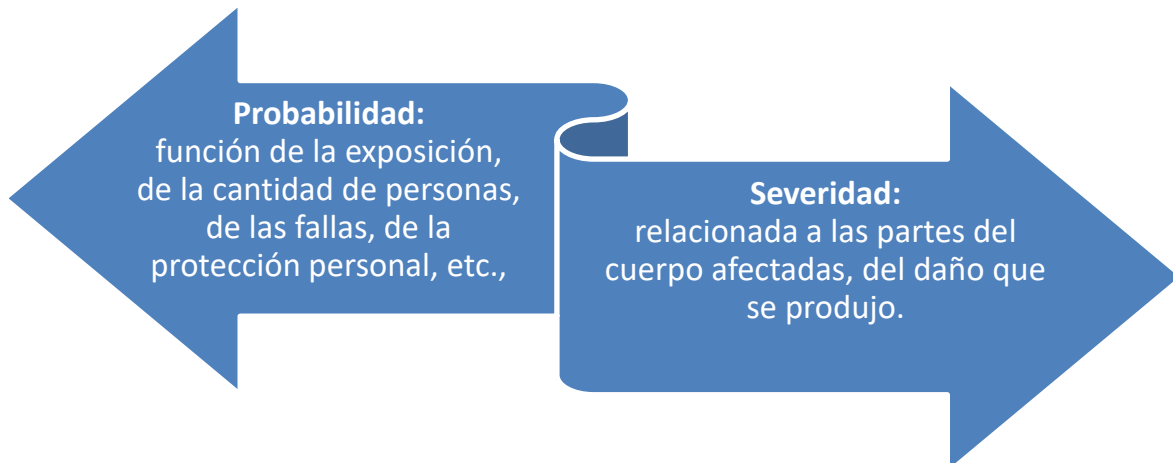 Probabilidad:
función de la exposición,
de la cantidad de personas,
de las fallas, de la
protección personal, etc.,
Severidad:
relacionada a las partes del
cuerpo afectadas, del daño que
se produjo.